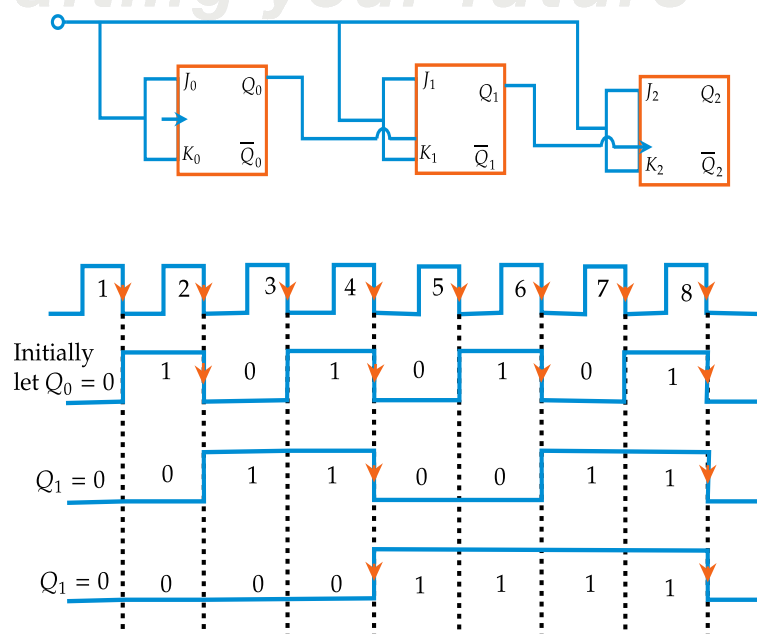 J0 Q0 J1 Q1 J2 Q2
K0 Q̅0 K1 Q̅1 K2 Q̅2
1 2 3 4 5 6 7 8
Initially
let Q0 = 0
1 0 1 0 1 0 1
Q1 = 0 0 1 1 0 0 1 1
Q1 = 0 0 0 0 1 1 1 1